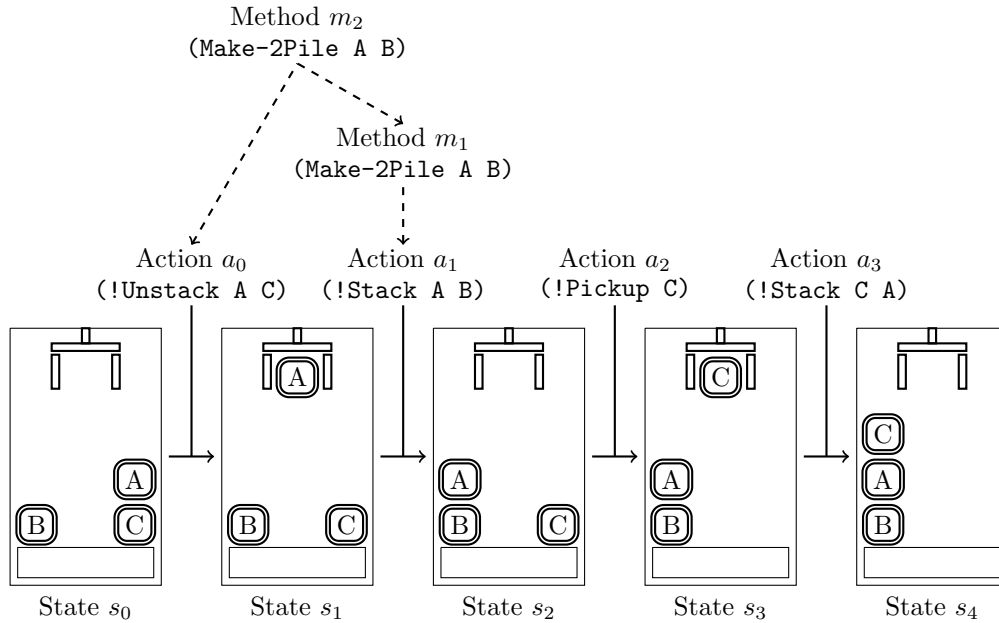 Method m₂
(Make-2Pile A B)
Method m₁
(Make-2Pile A B)
Action a₀
(!Unstack A C)
Action a₁
(!Stack A B)
Action a₂
(!Pickup C)
Action a₃
(!Stack C A)
A
B
C
State s₀
A
B
C
State s₁
A
B
C
State s₂
C
A
B
State s₃
C
A
B
State s₄